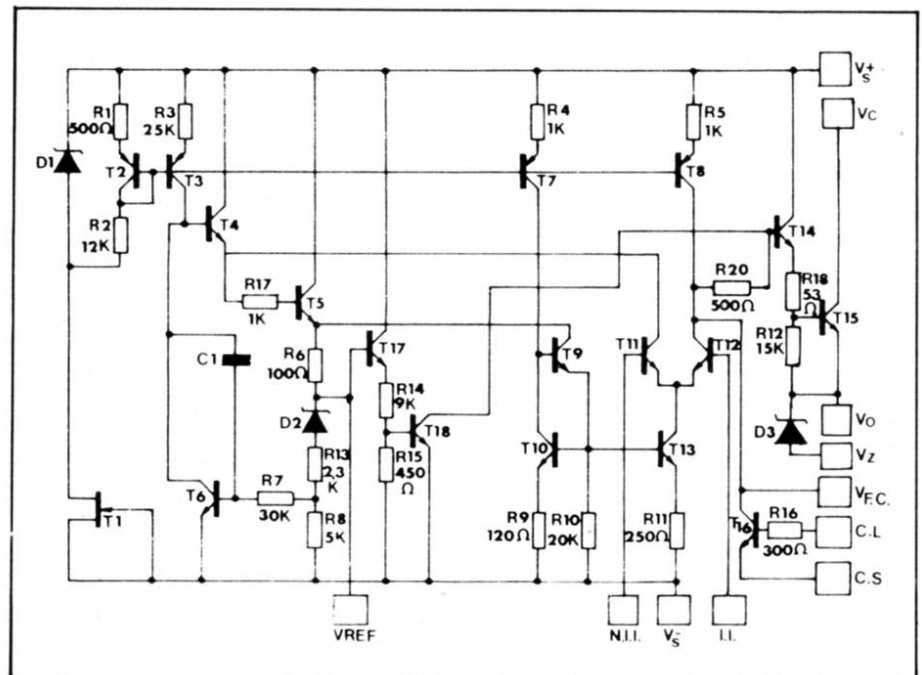 V+S
VC
R1
500Ω
R3
25K
R4
1K
R5
1K
D1
T2
T3
T7
T8
R2
12K
T4
T14
R17
1K
T5
R20
500Ω
R18
53
Ω
T15
R12
15K
R6
100Ω
T17
T9
T11
T12
C1
R14
9K
D2
T18
VO
D3
VZ
T10
T13
R13
2,3
K
R15
450
Ω
T6
R7
30K
R8
5K
VF.C.
T1
R9
120Ω
R10
20K
R11
250Ω
T16
R16
300Ω
C.L
C.S
VREF
N.I.I.
V-S
I.I.